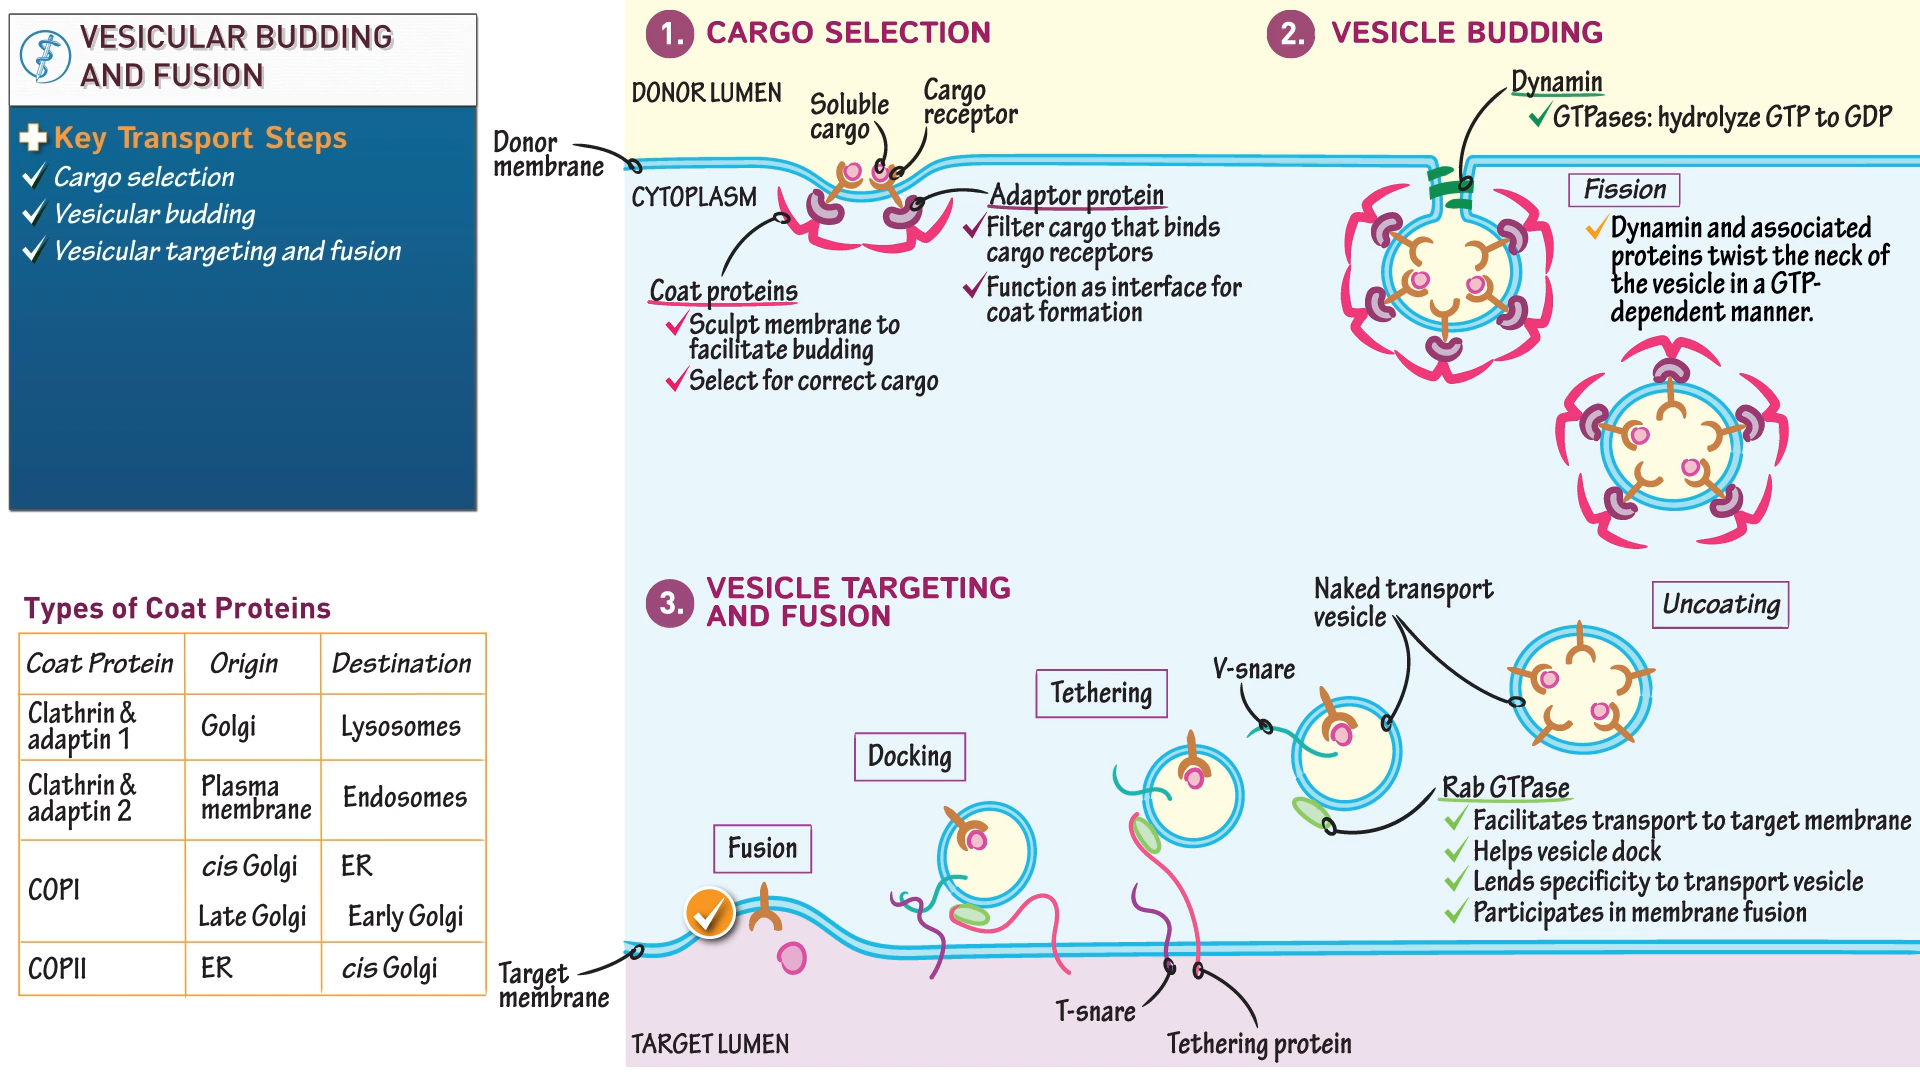 VESICULAR BUDDING
AND FUSION
Key Transport Steps
Cargo selection
Vesicular budding
Vesicular targeting and fusion
Types of Coat Proteins
Coat Protein Origin Destination
Clathrin &
adaptin 1
Golgi
Lysosomes
Clathrin &
adaptin 2
Plasma
membrane
Endosomes
COPI
cis Golgi
ER
Late Golgi
Early Golgi
COPII
ER
cis Golgi
1. CARGO SELECTION
DONOR LUMEN
Soluble
cargo
Cargo
receptor
Donor
membrane
CYTOPLASM
Adaptor protein
Filter cargo that binds
cargo receptors
Function as interface for
coat formation
Coat proteins
Sculpt membrane to
facilitate budding
Select for correct cargo
2. VESICLE BUDDING
Dynamin
GTPases: hydrolyze GTP to GDP
Fission
Dynamin and associated
proteins twist the neck of
the vesicle in a GTP-
dependent manner.
Uncoating
3. VESICLE TARGETING
AND FUSION
Naked transport
vesicle
V-snare
Tethering
Docking
Fusion
Rab GTPase
Facilitates transport to target membrane
Helps vesicle dock
Lends specificity to transport vesicle
Participates in membrane fusion
Target
membrane
T-snare
Tethering protein
TARGET LUMEN